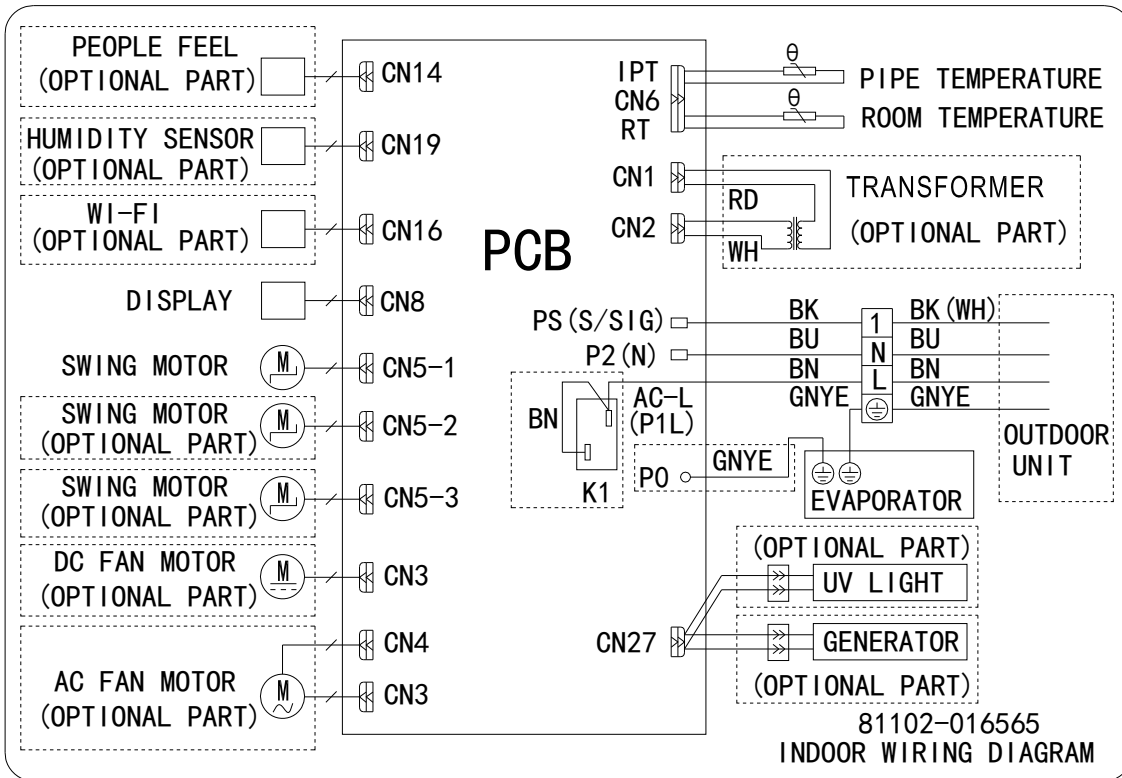 PEOPLE FEEL
(OPTIONAL PART)
CN14
HUMIDITY SENSOR
(OPTIONAL PART)
CN19
WI-FI
(OPTIONAL PART)
CN16
DISPLAY
CN8
SWING MOTOR
M
CN5-1
SWING MOTOR
(OPTIONAL PART)
M
CN5-2
SWING MOTOR
(OPTIONAL PART)
M
CN5-3
DC FAN MOTOR
(OPTIONAL PART)
M
CN3
CN4
AC FAN MOTOR
(OPTIONAL PART)
M
CN3
PCB
IPT
CN6
RT
θ
PIPE TEMPERATURE
θ
ROOM TEMPERATURE
CN1
CN2
RD
WH
TRANSFORMER
(OPTIONAL PART)
PS(S/SIG)
BK
1
BK(WH)
P2(N)
BU
N
BU
BN
L
BN
GNYE
GNYE
AC-L
(P1L)
BN
K1
P0
GNYE
EVAPORATOR
OUTDOOR
UNIT
(OPTIONAL PART)
UV LIGHT
CN27
GENERATOR
(OPTIONAL PART)
81102-016565
INDOOR WIRING DIAGRAM